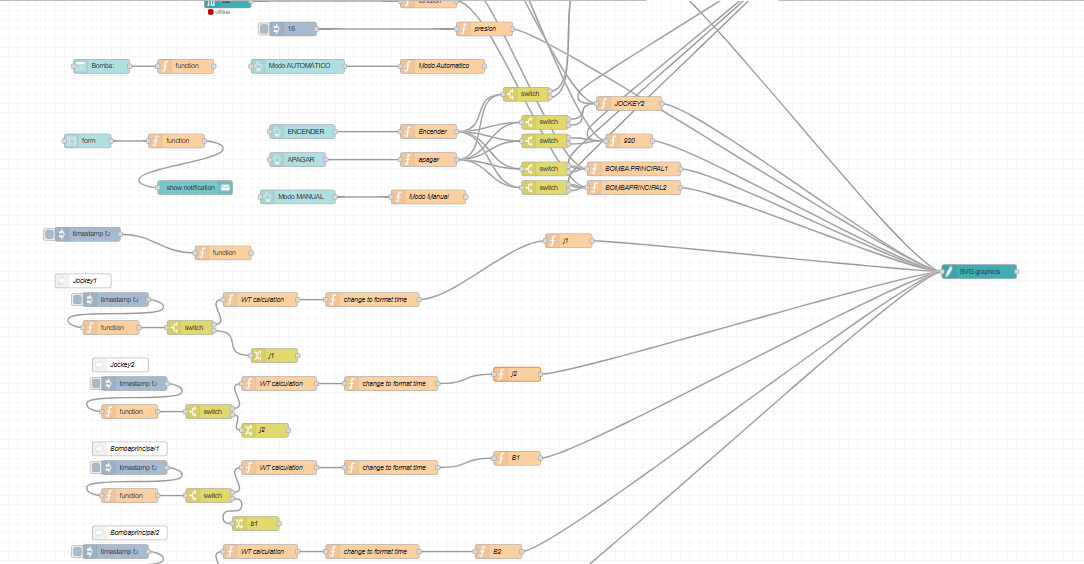 function
offline
16
presion
Bomba:
function
Modo AUTOMÁTICO
Modo Automatico
switch
JOCKEY2
ENCENDER
Encender
switch
form
function
switch
920
APAGAR
apagar
switch
BOMBA PRINCIPAL1
show notification
switch
BOMBAPRINCIPAL2
Modo MANUAL
Modo Manual
timestamp ↻
function
j1
SVG graphics
Jockey1
timestamp ↻
WT calculation
change to format time
function
switch
j1
Jockey2
timestamp ↻
WT calculation
change to format time
j2
function
switch
j2
Bombaprincipal1
timestamp ↻
WT calculation
change to format time
B1
function
switch
b1
Bombaprincipal2
timestamp ↻
WT calculation
change to format time
B2